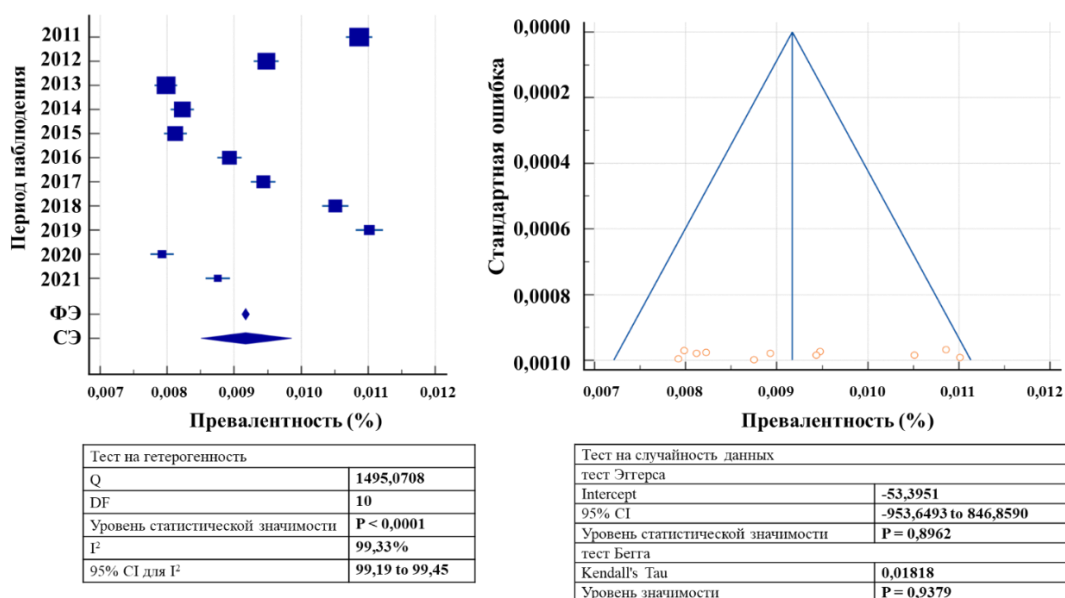 Период наблюдения
2011
2012
2013
2014
2015
2016
2017
2018
2019
2020
2021
ФЭ
СЭ
0,007 0,008 0,009 0,010 0,011 0,012
Превалентность (%)
Стандартная ошибка
0,0000
0,0002
0,0004
0,0006
0,0008
0,0010
0,007 0,008 0,009 0,010 0,011 0,012
Превалентность (%)
Тест на гетерогенность
Q 1495,0708
DF 10
Уровень статистической значимости P < 0,0001
I² 99,33%
95% CI для I² 99,19 to 99,45
Тест на случайность данных
тест Эггерса
Intercept -53,3951
95% CI -953,6493 to 846,8590
Уровень статистической значимости P = 0,8962
тест Бегга
Kendall's Tau 0,01818
Уровень значимости P = 0,9379